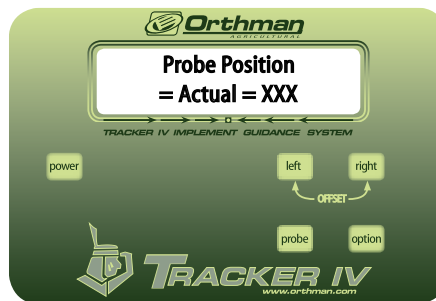 Orthman
AGRICULTURAL
Probe Position
= Actual = XXX
TRACKER IV IMPLEMENT GUIDANCE SYSTEM
power
left
right
OFFSET
probe
option
TRACKER IV
www.orthman.com